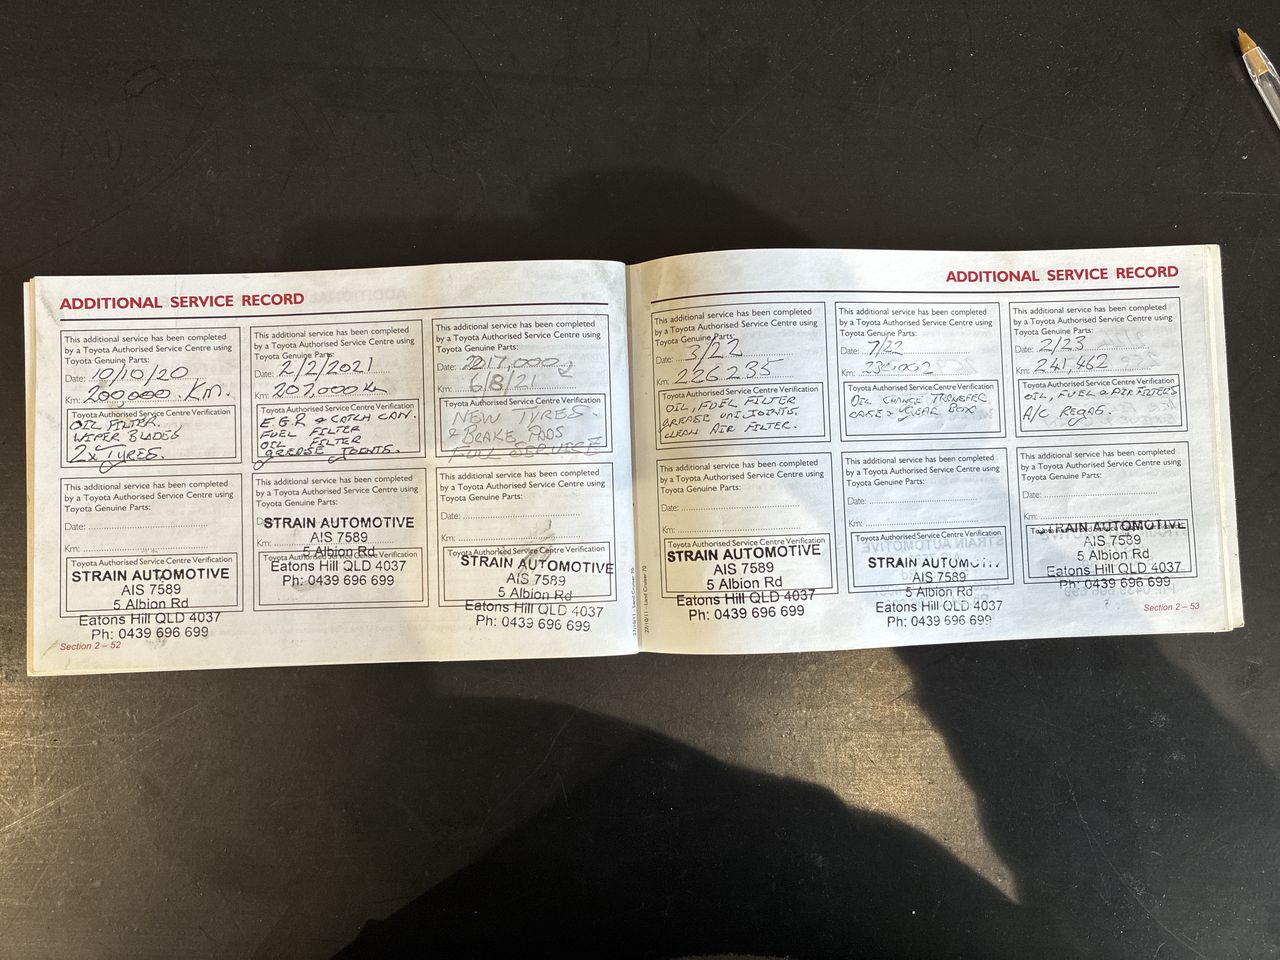 ADDITIONAL SERVICE RECORD
This additional service has been completed
by a Toyota Authorised Service Centre using
Toyota Genuine Parts:
Date: 10/10/20
Km: 200,000 KM.
Toyota Authorised Service Centre Verification
OIL FILTER.
WIPER BLADES
2x TYRES.
This additional service has been completed
by a Toyota Authorised Service Centre using
Toyota Genuine Parts:
Date: 2/2/2021
Km: 207,000 Km
Toyota Authorised Service Centre Verification
E.G.R & CATCH CAN.
FUEL FILTER
OIL FILTER
GREASE JOINTS.
This additional service has been completed
by a Toyota Authorised Service Centre using
Toyota Genuine Parts:
Date: 217,000
Km: 6/8/21
Toyota Authorised Service Centre Verification
NEW TYRES.
& BRAKE PADS
FULL SERVICE
This additional service has been completed
by a Toyota Authorised Service Centre using
Toyota Genuine Parts:
Date:
Km:
Toyota Authorised Service Centre Verification
STRAIN AUTOMOTIVE
AIS 7589
5 Albion Rd
Eatons Hill QLD 4037
Ph: 0439 696 699
This additional service has been completed
by a Toyota Authorised Service Centre using
Toyota Genuine Parts:
STRAIN AUTOMOTIVE
AIS 7589
5 Albion Rd
Toyota Authorised Service Centre Verification
Eatons Hill QLD 4037
Ph: 0439 696 699
This additional service has been completed
by a Toyota Authorised Service Centre using
Toyota Genuine Parts:
Date:
Km:
Toyota Authorised Service Centre Verification
STRAIN AUTOMOTIVE
AIS 7589
5 Albion Rd
Eatons Hill QLD 4037
Ph: 0439 696 699
Section 2 – 52
27/10/11 - Land Cruiser 70
ADDITIONAL SERVICE RECORD
This additional service has been completed
by a Toyota Authorised Service Centre using
Toyota Genuine Parts:
Date: 3/22
Km: 226235
Toyota Authorised Service Centre Verification
OIL, FUEL FILTER
GREASE UNI JOINTS.
CLEAN AIR FILTER.
This additional service has been completed
by a Toyota Authorised Service Centre using
Toyota Genuine Parts:
Date: 7/22
Km:
Toyota Authorised Service Centre Verification
OIL CHANGE TRANSFER
CASE & GEAR BOX
This additional service has been completed
by a Toyota Authorised Service Centre using
Toyota Genuine Parts:
Date: 2/23
Km: 241,462
Toyota Authorised Service Centre Verification
OIL, FUEL & AIR FILTERS
A/C REGAS.
This additional service has been completed
by a Toyota Authorised Service Centre using
Toyota Genuine Parts:
Date:
Km:
Toyota Authorised Service Centre Verification
STRAIN AUTOMOTIVE
AIS 7589
5 Albion Rd
Eatons Hill QLD 4037
Ph: 0439 696 699
This additional service has been completed
by a Toyota Authorised Service Centre using
Toyota Genuine Parts:
Date:
Km:
Toyota Authorised Service Centre Verification
STRAIN AUTOMOTIVE
AIS 7589
5 Albion Rd
Eatons Hill QLD 4037
Ph: 0439 696 699
This additional service has been completed
by a Toyota Authorised Service Centre using
Toyota Genuine Parts:
Date:
Km:
STRAIN AUTOMOTIVE
AIS 7589
5 Albion Rd
Eatons Hill QLD 4037
Ph: 0439 696 699
27/10/11 - Land Cruiser 70
Section 2 – 53